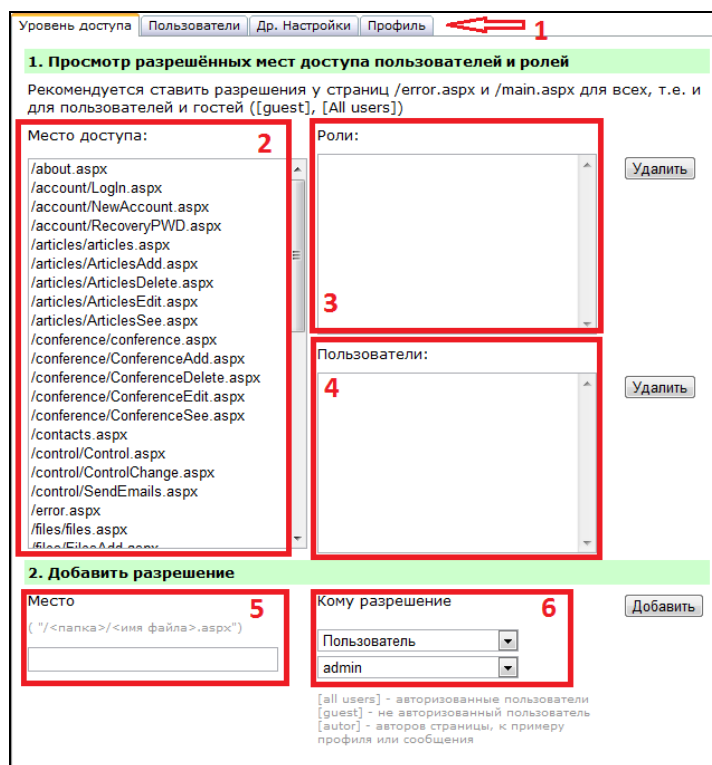 Уровень доступа Пользователи Др. Настройки Профиль 1
1. Просмотр разрешённых мест доступа пользователей и ролей
Рекомендуется ставить разрешения у страниц /error.aspx и /main.aspx для всех, т.е. и
для пользователей и гостей ([guest], [All users])
Место доступа: 2
/about.aspx
/account/LogIn.aspx
/account/NewAccount.aspx
/account/RecoveryPWD.aspx
/articles/articles.aspx
/articles/ArticlesAdd.aspx
/articles/ArticlesDelete.aspx
/articles/ArticlesEdit.aspx
/articles/ArticlesSee.aspx
/conference/conference.aspx
/conference/ConferenceAdd.aspx
/conference/ConferenceDelete.aspx
/conference/ConferenceEdit.aspx
/conference/ConferenceSee.aspx
/contacts.aspx
/control/Control.aspx
/control/ControlChange.aspx
/control/SendEmails.aspx
/error.aspx
/files/files.aspx
/files/FilesAdd.aspx
Роли:
3
Удалить
Пользователи:
4
Удалить
2. Добавить разрешение
Место 5
( "/<папка>/<имя файла>.aspx")
Кому разрешение 6
Пользователь
admin
Добавить
[all users] - авторизованные пользователи
[guest] - не авторизованный пользователь
[autor] - авторов страницы, к примеру
профиля или сообщения